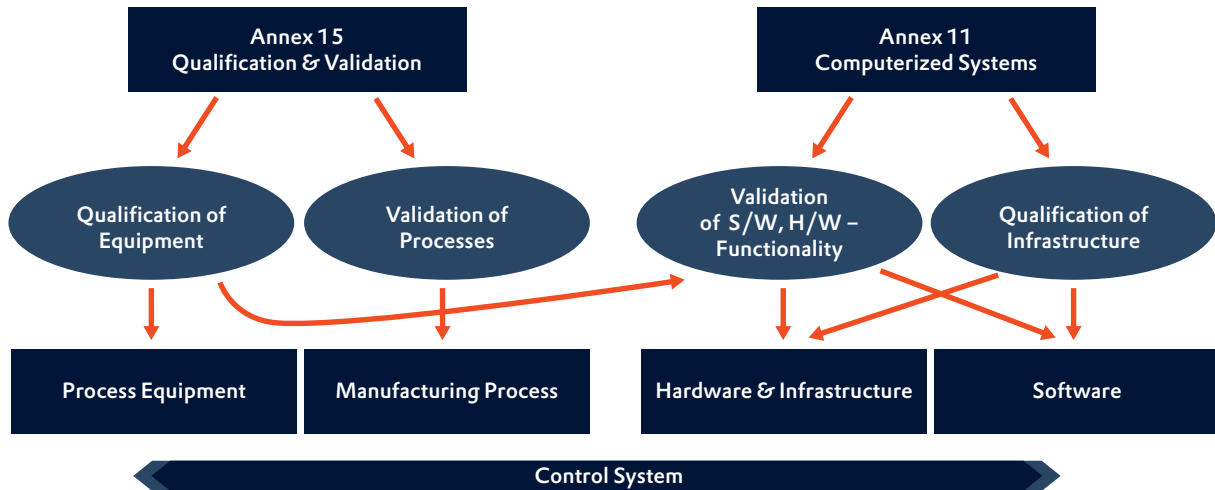 Annex 15
Qualification & Validation
Annex 11
Computerized Systems
Qualification of
Equipment
Validation of
Processes
Validation
of S/W, H/W –
Functionality
Qualification of
Infrastructure
Process Equipment
Manufacturing Process
Hardware & Infrastructure
Software
Control System